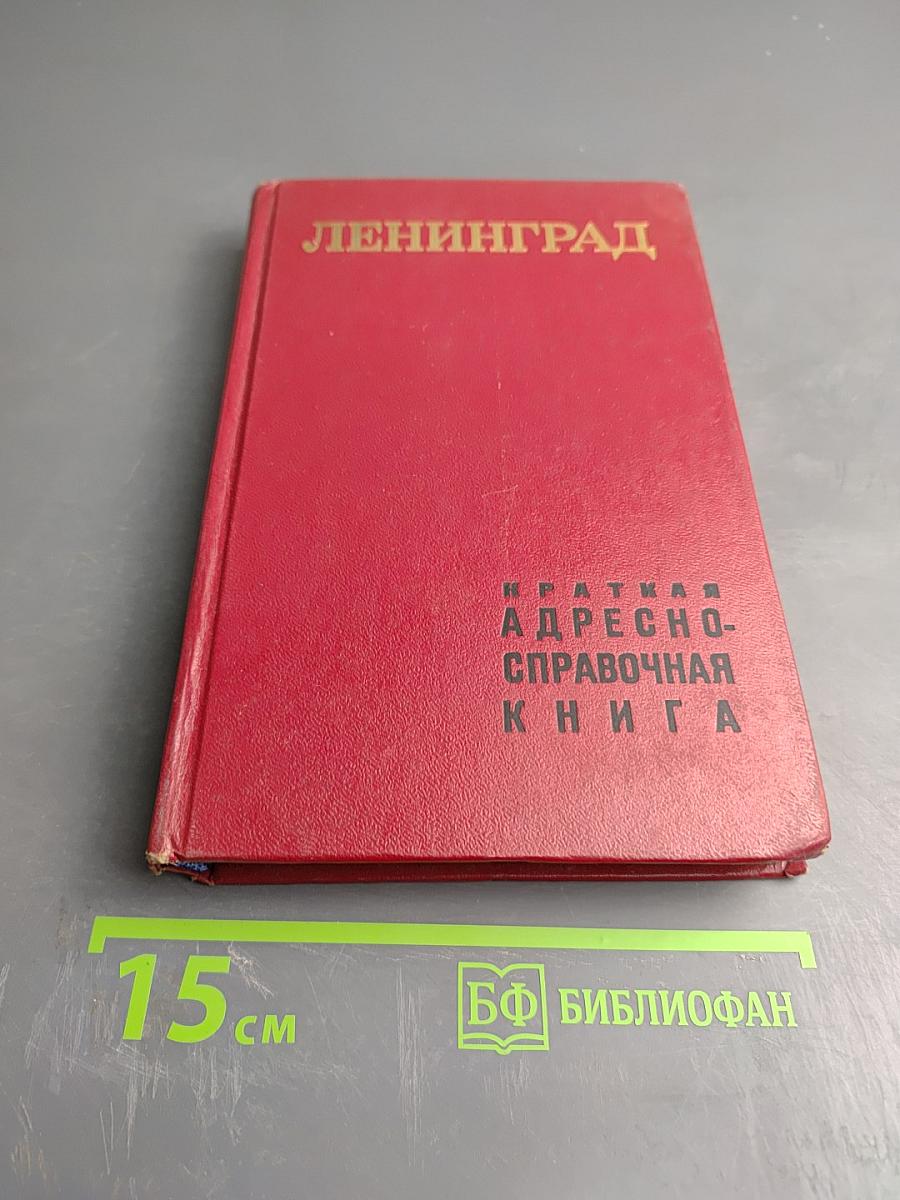 ЛЕНИНГРАД
КРАТКАЯ
АДРЕСНО-
СПРАВОЧНАЯ
КНИГА
15 см
БФ БИБЛИОФАН